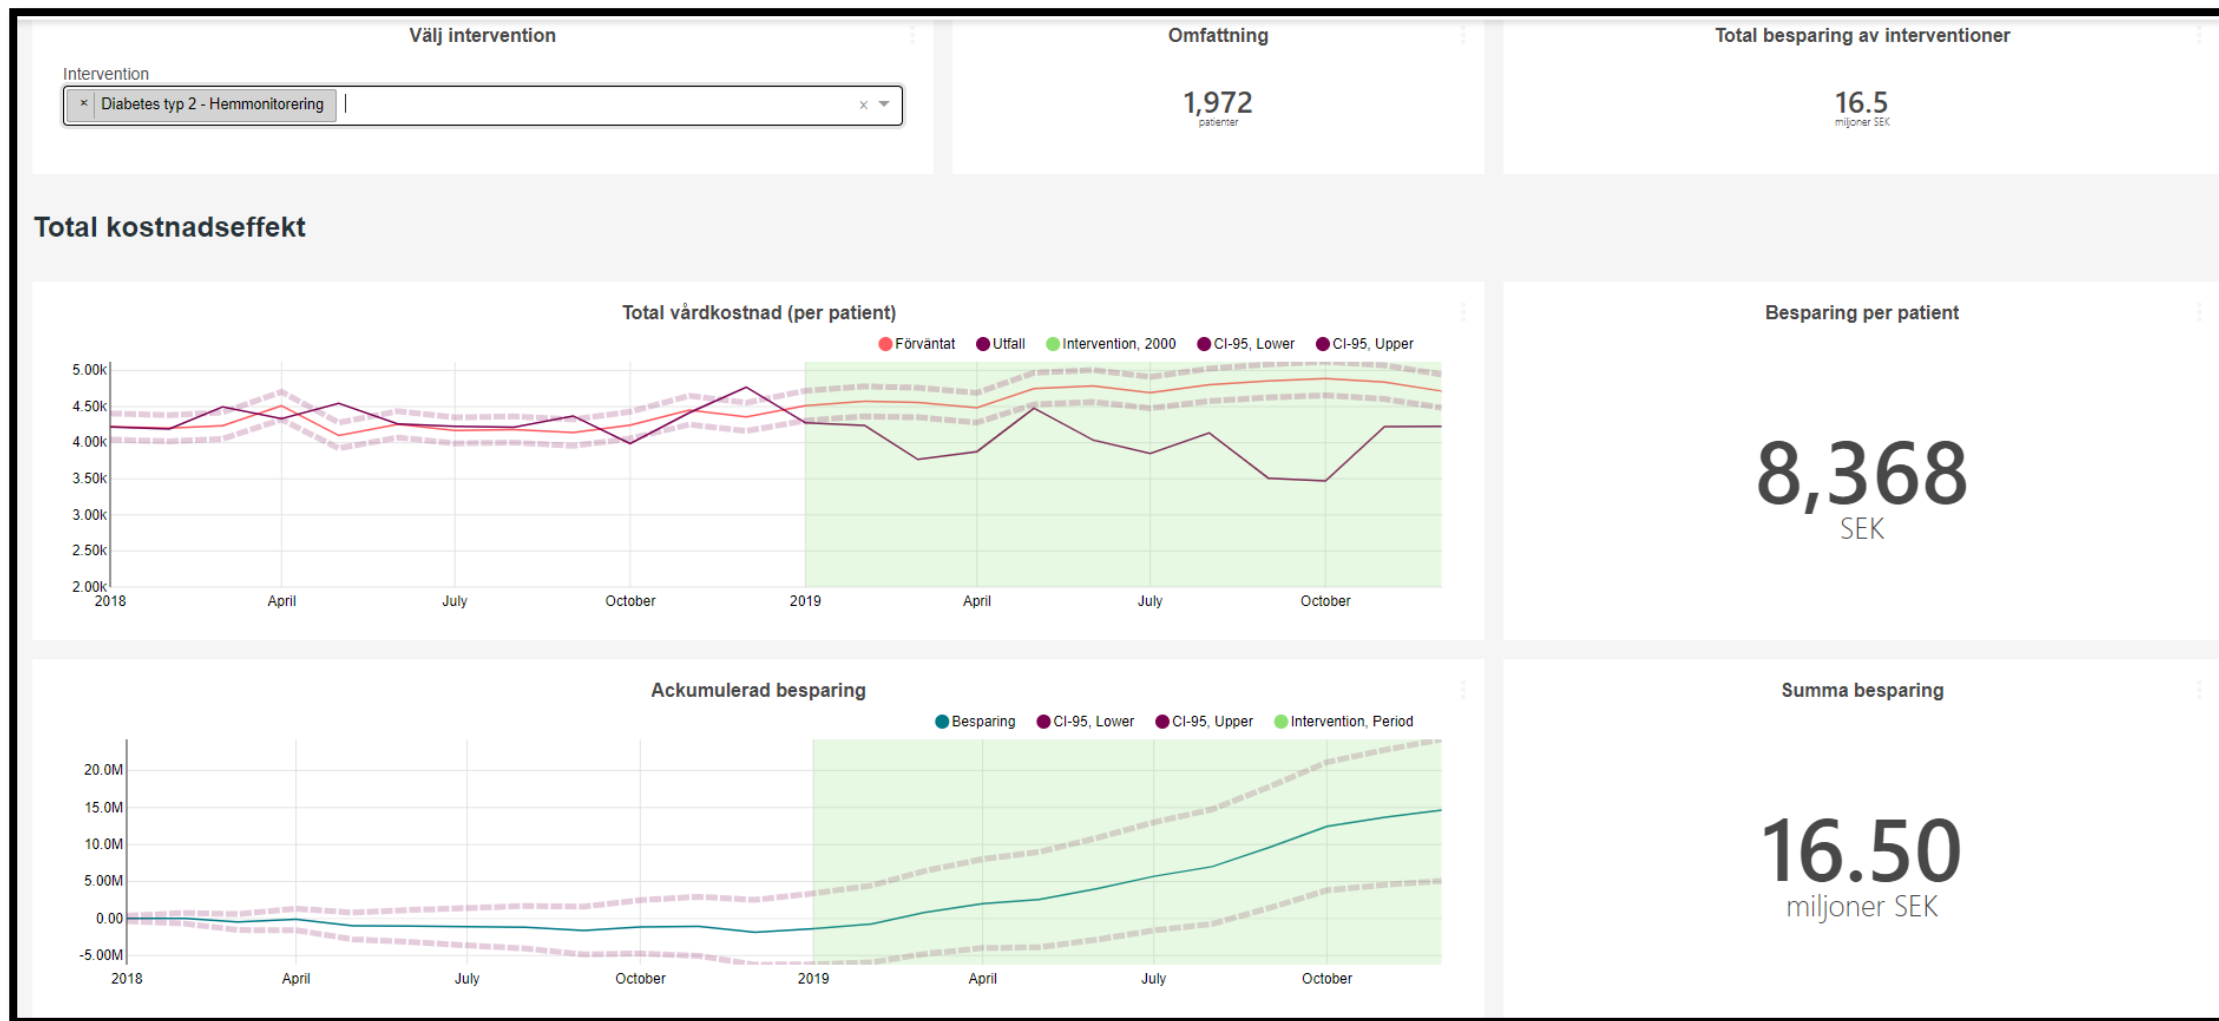 Välj intervention
Intervention
× Diabetes typ 2 - Hemmonitorering ×
Omfattning
1,972
patienter
Total besparing av interventioner
16.5
miljoner SEK
Total kostnadseffekt
Total vårdkostnad (per patient)
Förväntat Utfall Intervention, 2000 CI-95, Lower CI-95, Upper
5.00k
4.50k
4.00k
3.50k
3.00k
2.50k
2.00k
2018 April July October 2019 April July October
Besparing per patient
8,368
SEK
Ackumulerad besparing
Besparing CI-95, Lower CI-95, Upper Intervention, Period
20.0M
15.0M
10.0M
5.00M
0.00
-5.00M
2018 April July October 2019 April July October
Summa besparing
16.50
miljoner SEK